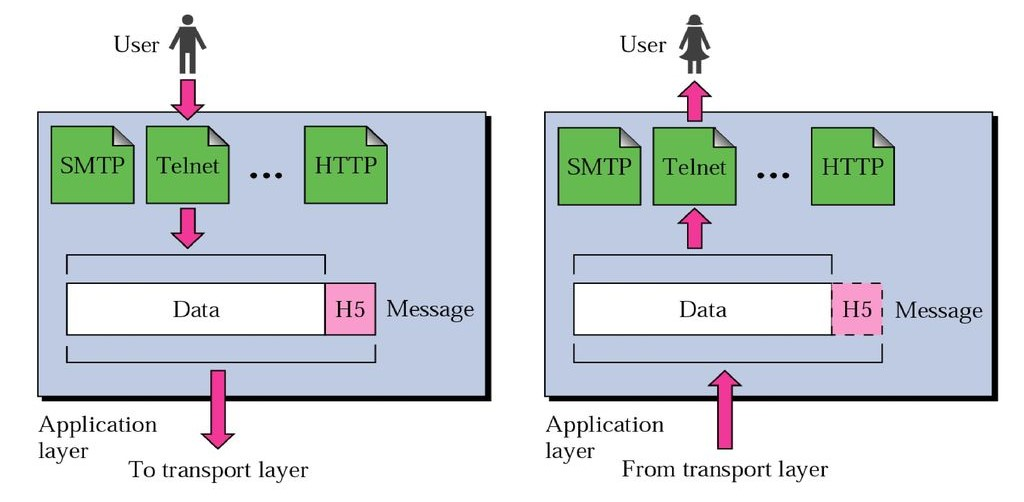 User
SMTP
Telnet
...
HTTP
Data
H5
Message
Application
layer
To transport layer
User
SMTP
Telnet
...
HTTP
Data
H5
Message
Application
layer
From transport layer